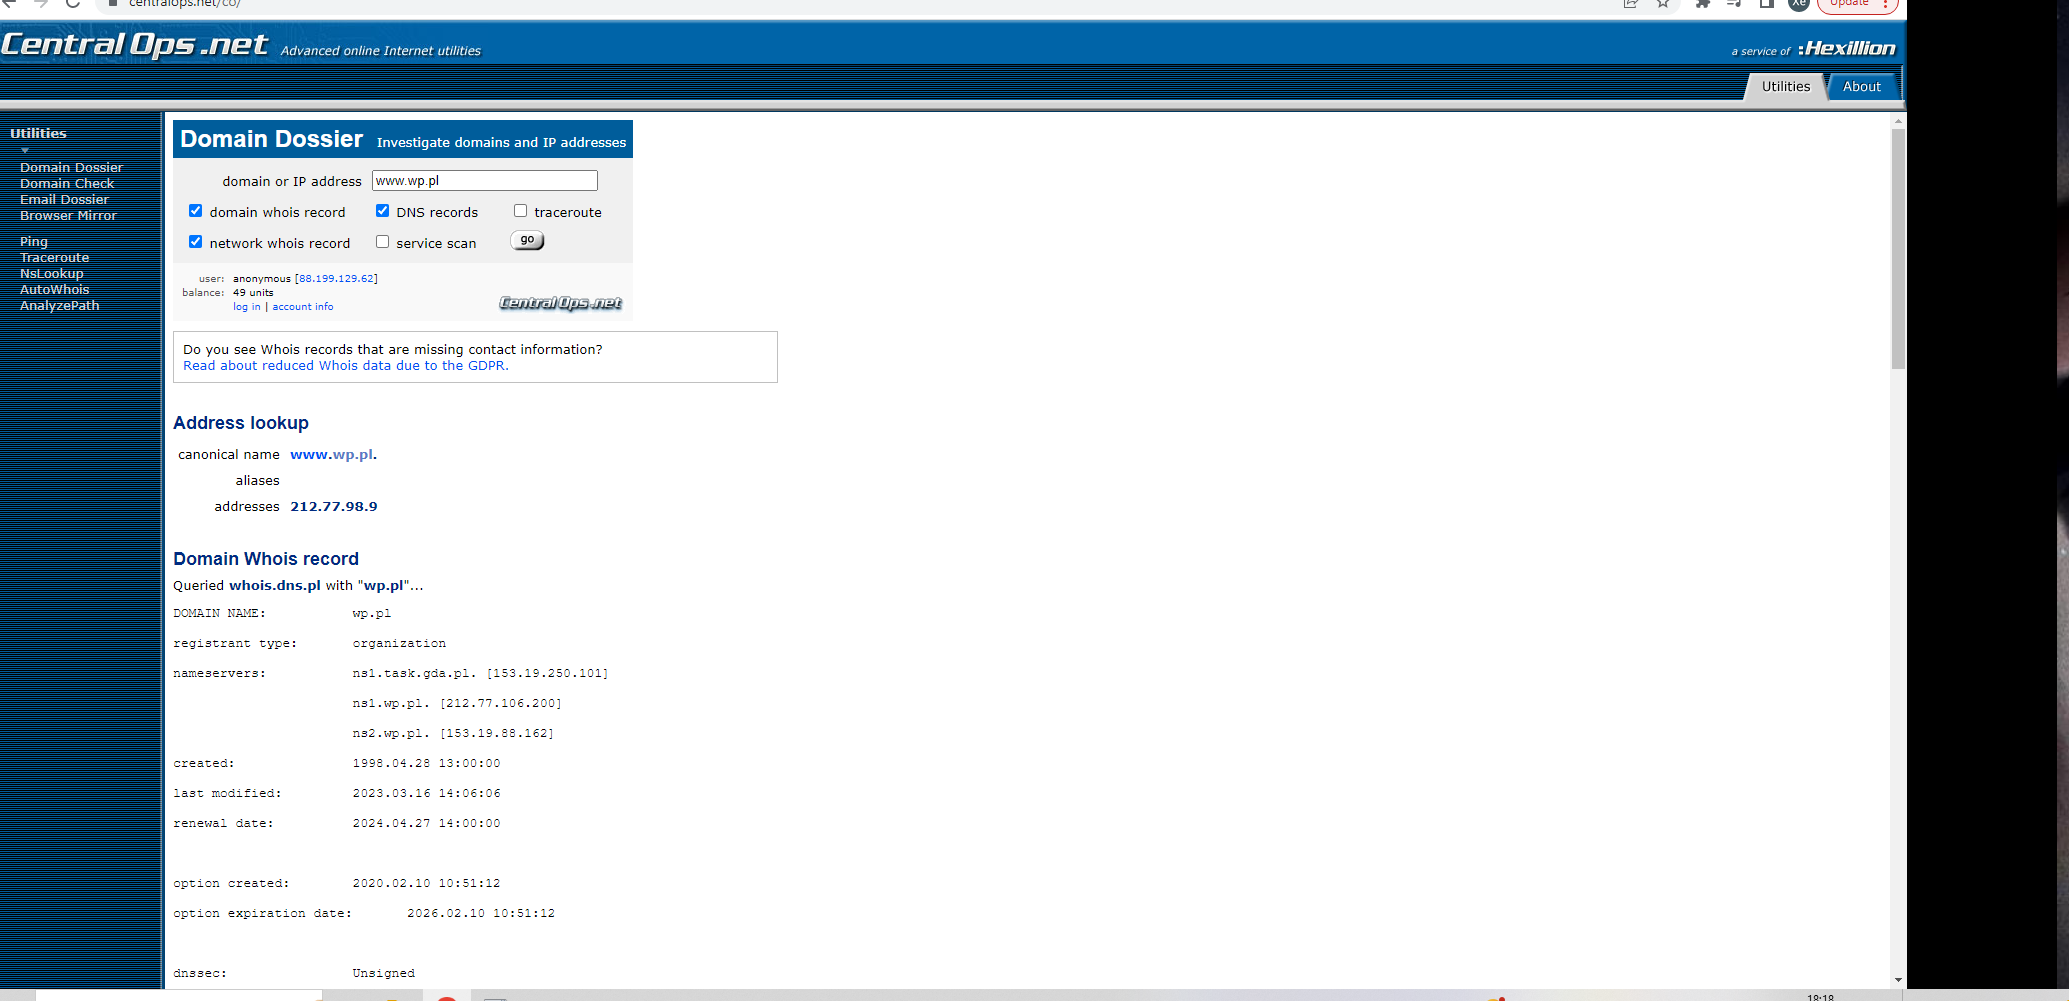 centralops.net/co/
Xe
Update
CentralOps.net Advanced online Internet utilities
a service of :Hexillion
Utilities About
Utilities
Domain Dossier
Domain Check
Email Dossier
Browser Mirror
Ping
Traceroute
NsLookup
AutoWhois
AnalyzePath
Domain Dossier Investigate domains and IP addresses
domain or IP address www.wp.pl
domain whois record DNS records traceroute
network whois record service scan go
user: anonymous [88.199.129.62]
balance: 49 units
log in | account info
CentralOps.net
Do you see Whois records that are missing contact information?
Read about reduced Whois data due to the GDPR.
Address lookup
canonical name www.wp.pl.
aliases
addresses 212.77.98.9
Domain Whois record
Queried whois.dns.pl with "wp.pl"...
DOMAIN NAME: wp.pl
registrant type: organization
nameservers: ns1.task.gda.pl. [153.19.250.101]
ns1.wp.pl. [212.77.106.200]
ns2.wp.pl. [153.19.88.162]
created: 1998.04.28 13:00:00
last modified: 2023.03.16 14:06:06
renewal date: 2024.04.27 14:00:00
option created: 2020.02.10 10:51:12
option expiration date: 2026.02.10 10:51:12
dnssec: Unsigned
18:18